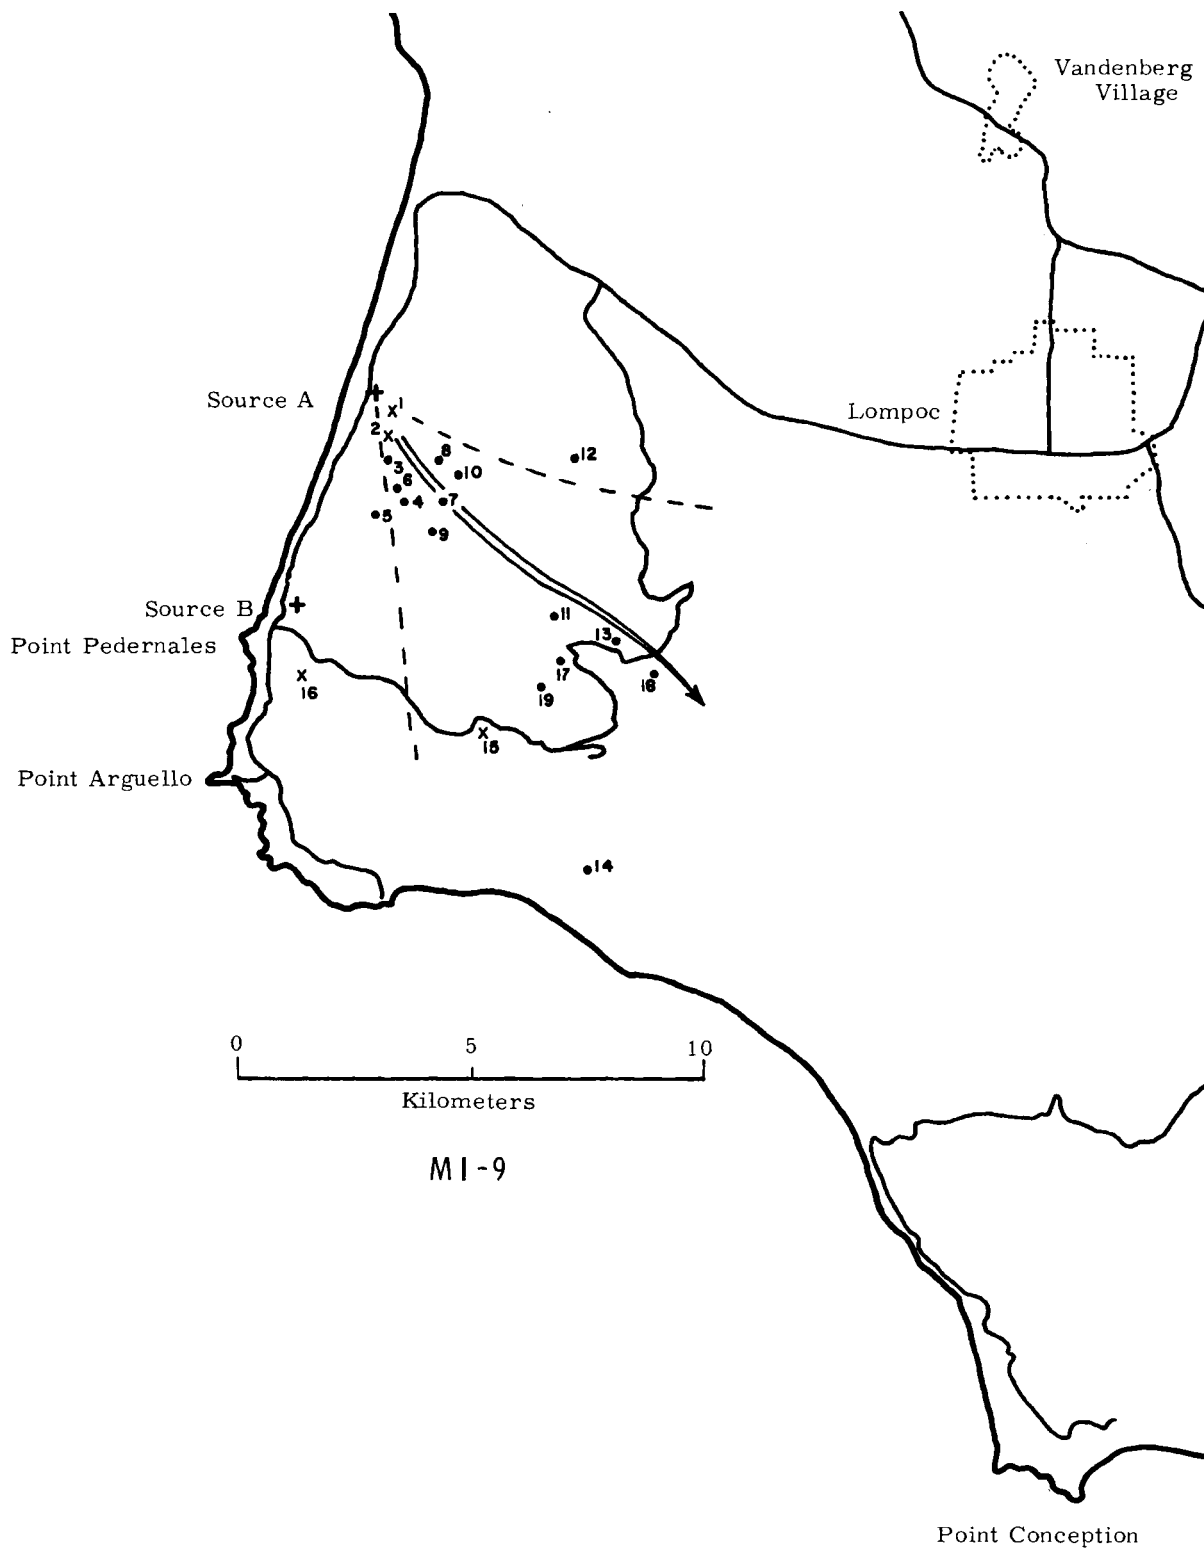 Vandenberg
Village
Source A
1
2
Lompoc
3
8
12
10
6
4
7
5
9
Source B
11
Point Pedernales
13
17
16
18
19
15
Point Arguello
14
0 5 10
Kilometers
MI-9
Point Conception